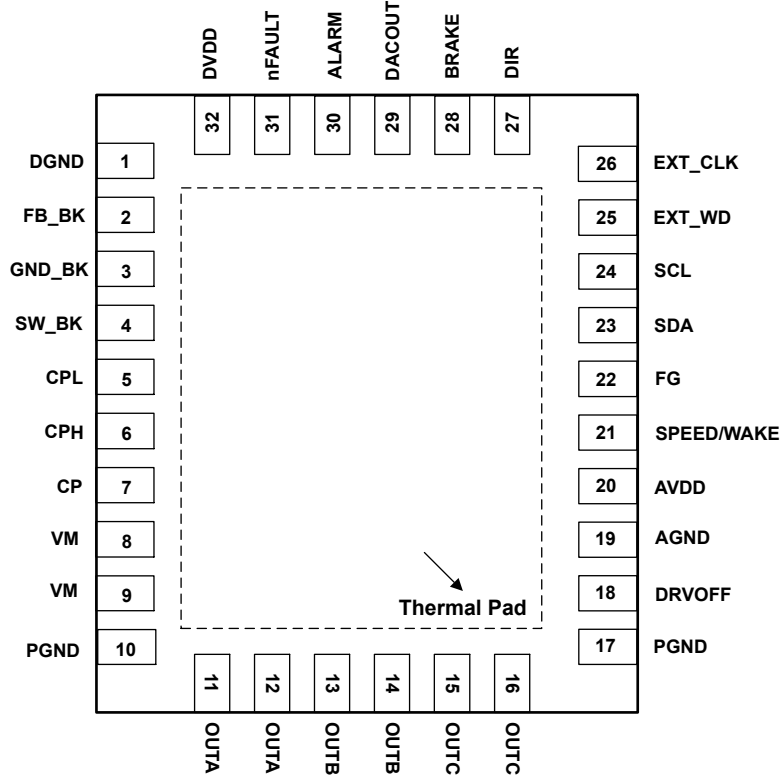 DVDD
nFAULT
ALARM
DACOUT
BRAKE
DIR
32
31
30
29
28
27
DGND 1
FB_BK 2
GND_BK 3
SW_BK 4
CPL 5
CPH 6
CP 7
VM 8
VM 9
PGND 10
26 EXT_CLK
25 EXT_WD
24 SCL
23 SDA
22 FG
21 SPEED/WAKE
20 AVDD
19 AGND
18 DRVOFF
17 PGND
Thermal Pad
11
12
13
14
15
16
OUTA
OUTA
OUTB
OUTB
OUTC
OUTC